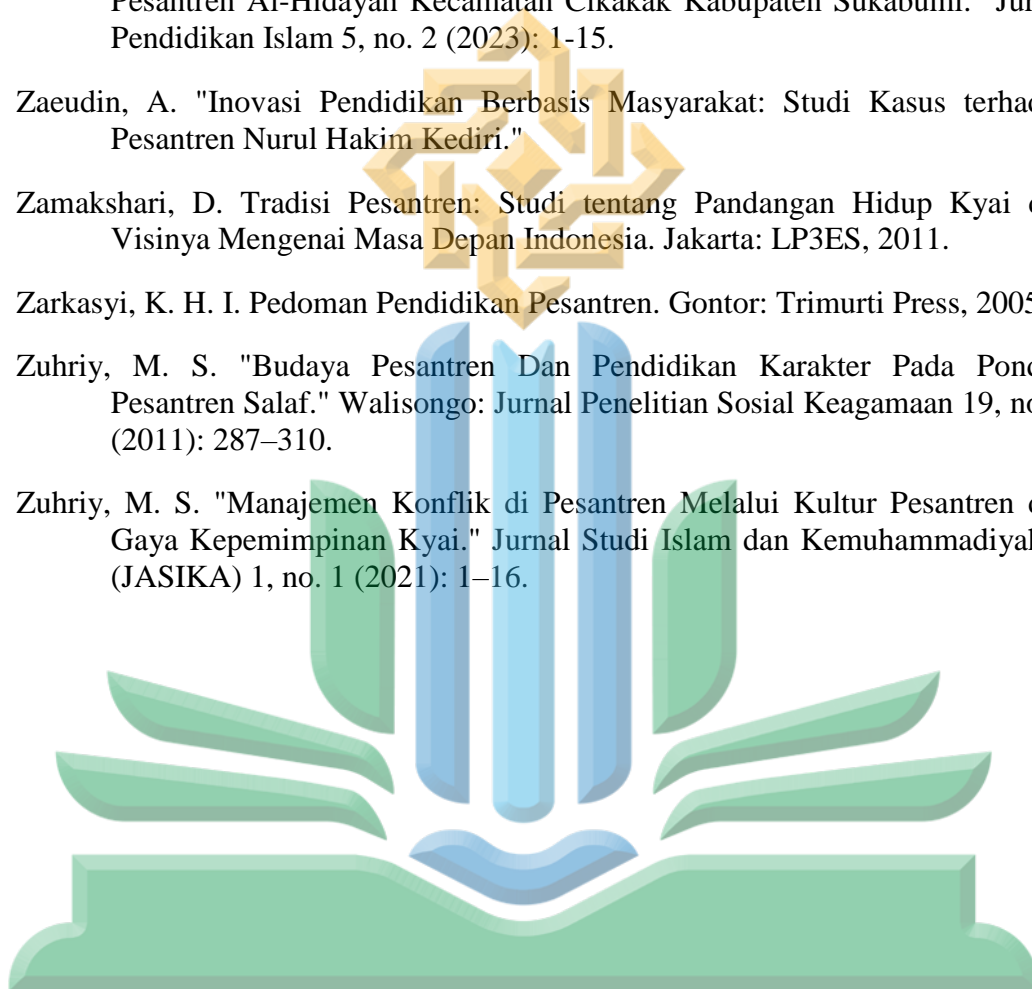 Pesantren Al-Hidayah Kecamatan Cikakak Kabupaten Sukabumi." Jur
Pendidikan Islam 5, no. 2 (2023): 1-15.
Zaeudin, A. "Inovasi Pendidikan Berbasis Masyarakat: Studi Kasus terhad
Pesantren Nurul Hakim Kediri."
Zamakshari, D. Tradisi Pesantren: Studi tentang Pandangan Hidup Kyai
Visinya Mengenai Masa Depan Indonesia. Jakarta: LP3ES, 2011.
Zarkasyi, K. H. I. Pedoman Pendidikan Pesantren. Gontor: Trimurti Press, 2005
Zuhriy, M. S. "Budaya Pesantren Dan Pendidikan Karakter Pada Pond
Pesantren Salaf." Walisongo: Jurnal Penelitian Sosial Keagamaan 19, no
(2011): 287–310.
Zuhriy, M. S. "Manajemen Konflik di Pesantren Melalui Kultur Pesantren
Gaya Kepemimpinan Kyai." Jurnal Studi Islam dan Kemuhammadiyah
(JASIKA) 1, no. 1 (2021): 1–16.